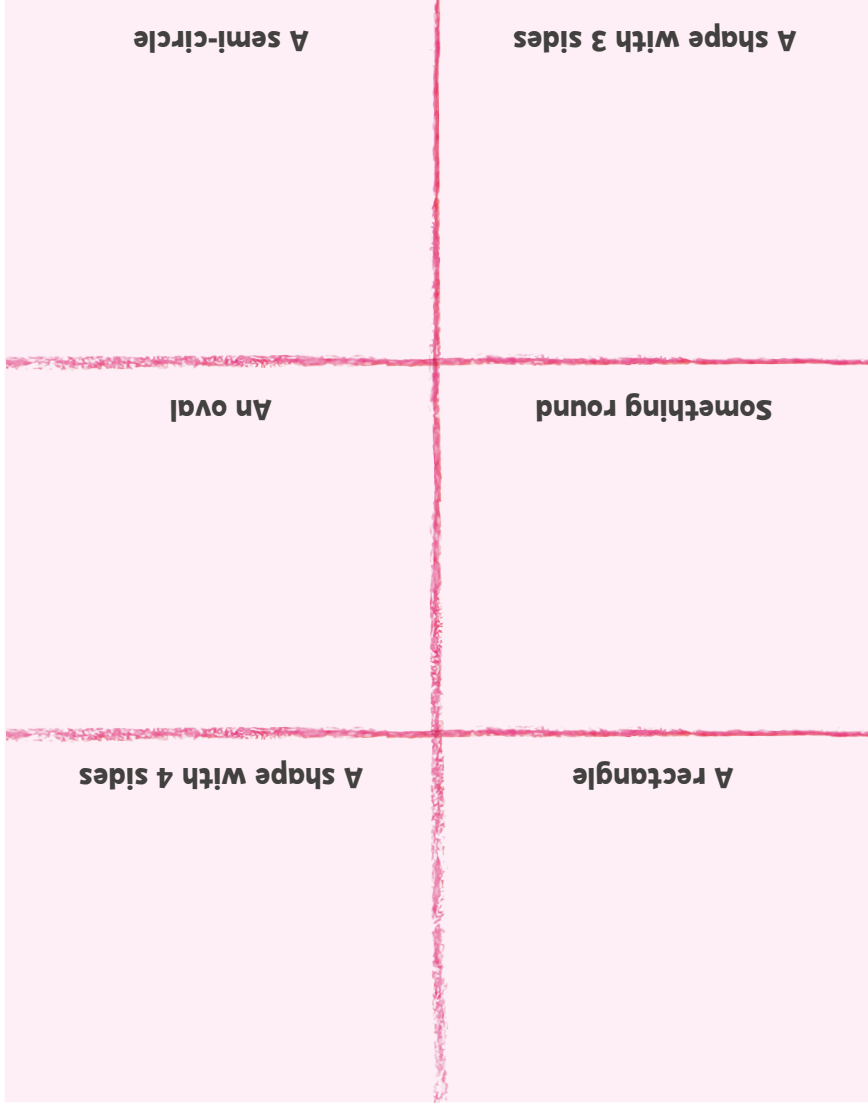 A rectangle
A shape with 4 sides
Something round
An oval
A shape with 3 sides
A semi-circle